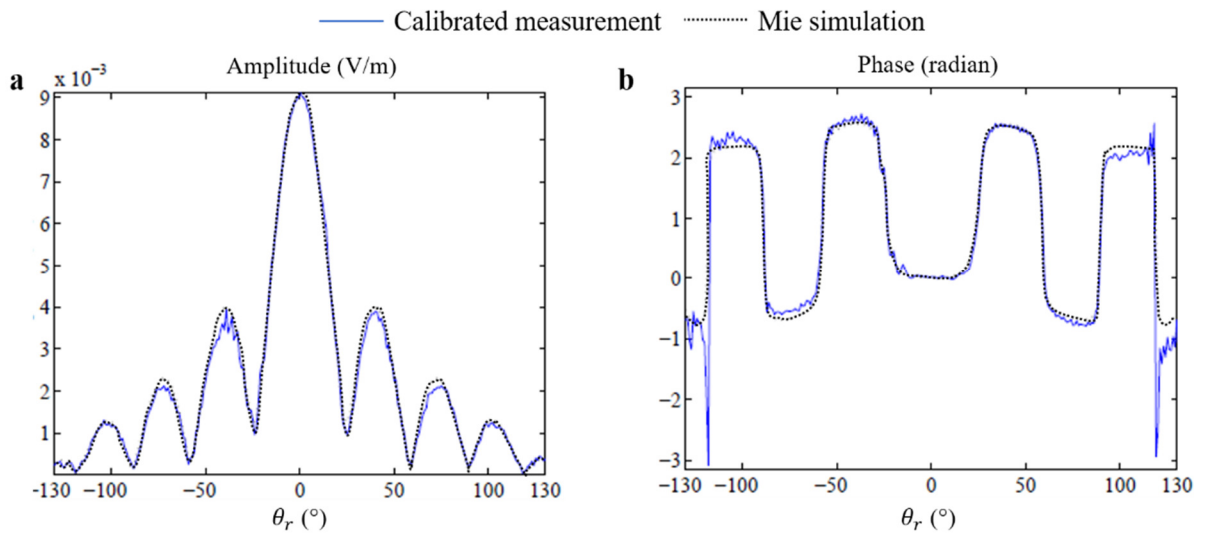 Calibrated measurement Mie simulation
a
x 10⁻³
Amplitude (V/m)
9
8
7
6
5
4
3
2
1
-130 −100 −50 0 50 100 130
θr (°)
b
Phase (radian)
3
2
1
0
−1
−2
−3
-130 −100 −50 0 50 100 130
θr (°)